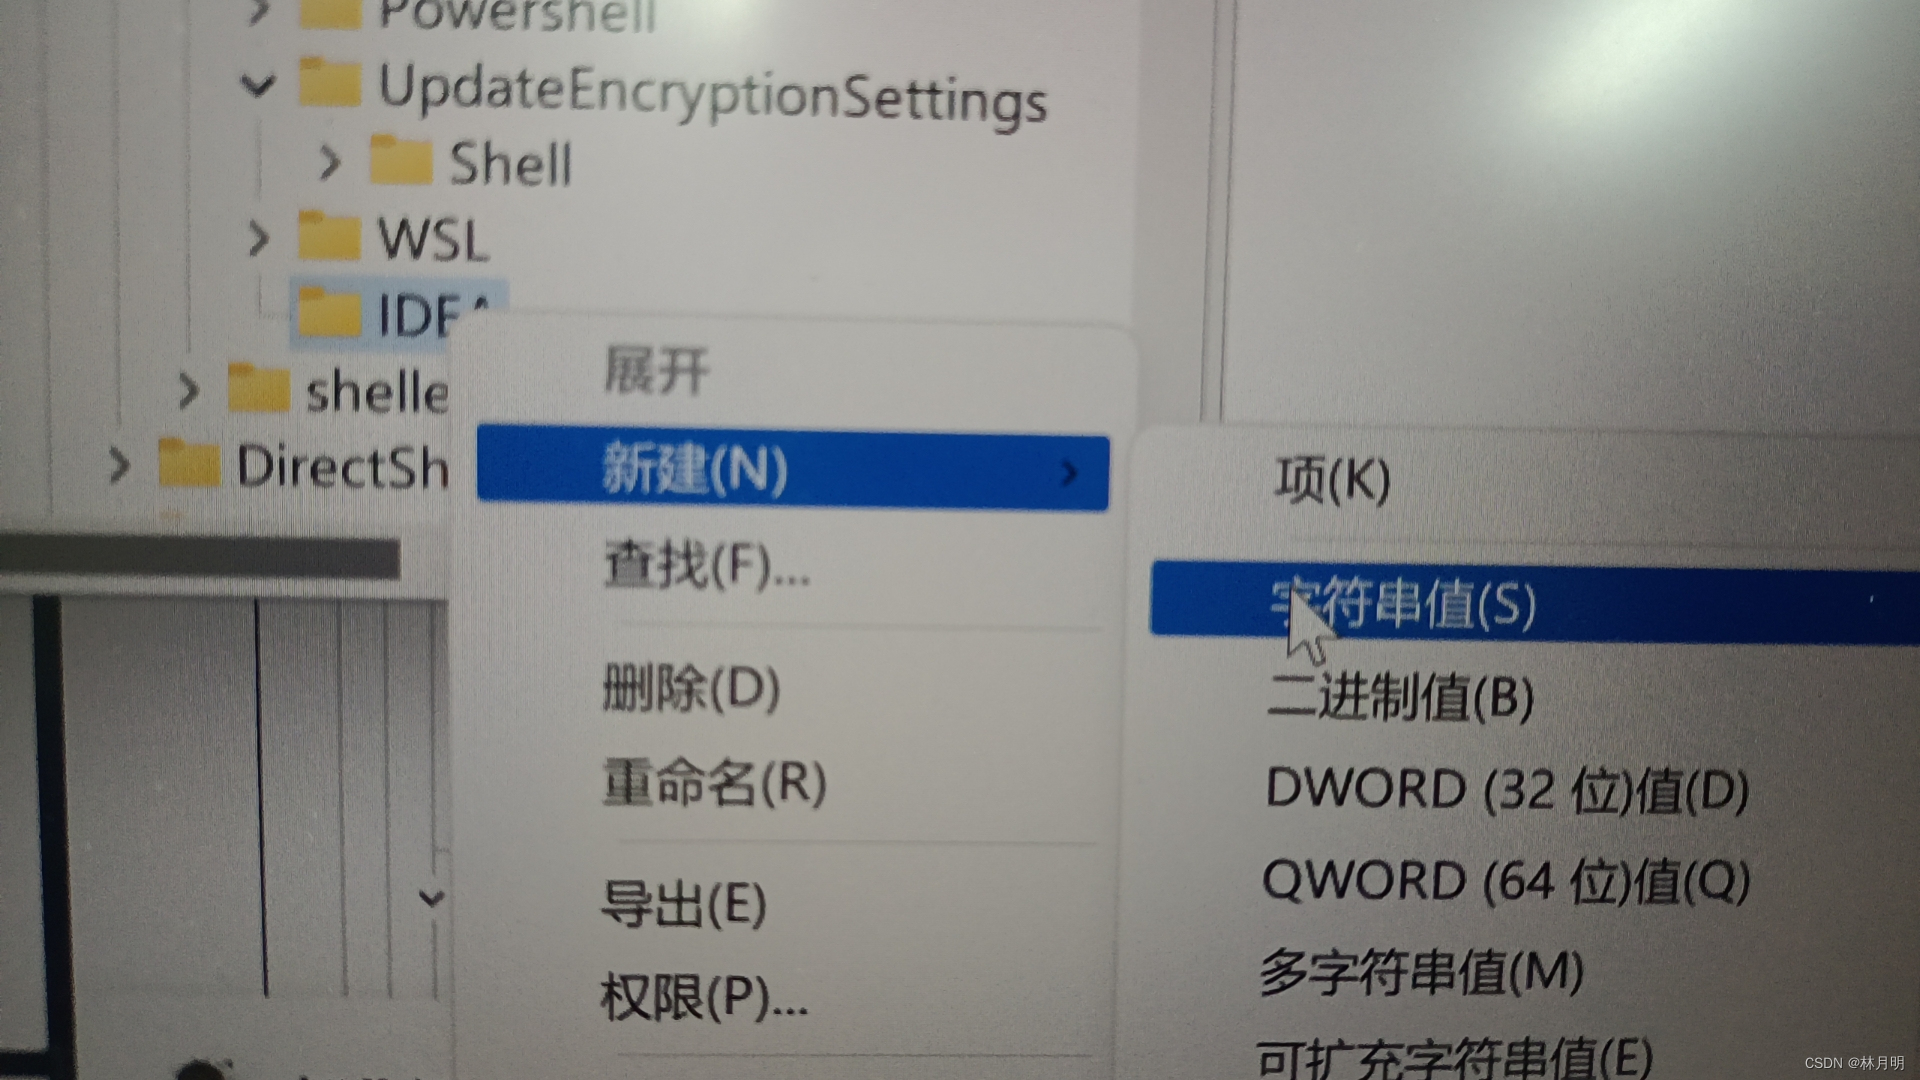 Powershell
UpdateEncryptionSettings
Shell
WSL
IDEA
shelle
DirectSh
展开
新建(N)
查找(F)...
删除(D)
重命名(R)
导出(E)
权限(P)...
项(K)
字符串值(S)
二进制值(B)
DWORD (32 位)值(D)
QWORD (64 位)值(Q)
多字符串值(M)
可扩充字符串值(E)
CSDN @林月明